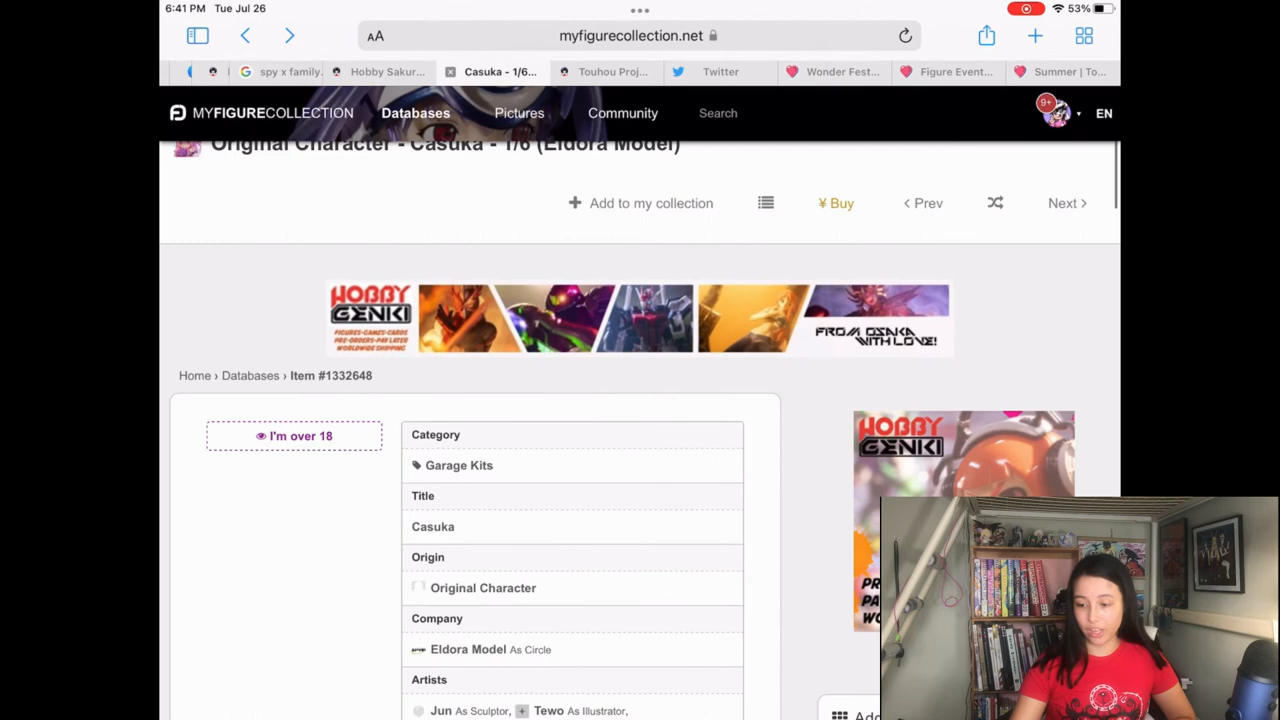 6:41 PM Tue Jul 26
53%
AA
myfigurecollection.net
spy x family.
Hobby Sakur...
Casuka - 1/6...
Touhou Proj...
Twitter
Wonder Fest...
Figure Event...
Summer | To...
MYFIGURECOLLECTION
Databases
Pictures
Community
Search
9+
EN
Original Character - Casuka - 1/6 (Eldora Model)
+ Add to my collection
¥ Buy
< Prev
Next >
HOBBY
GENKI
FIGURES-GAMES-CARDS
PRE-ORDERS-PAY LATER
WORLDWIDE SHIPPING
FROM OSAKA
WITH LOVE!
Home › Databases › Item #1332648
I'm over 18
Category
Garage Kits
Title
Casuka
Origin
Original Character
Company
Eldora Model As Circle
Artists
Jun As Sculptor, + Tewo As Illustrator,
HOBBY
GENKI